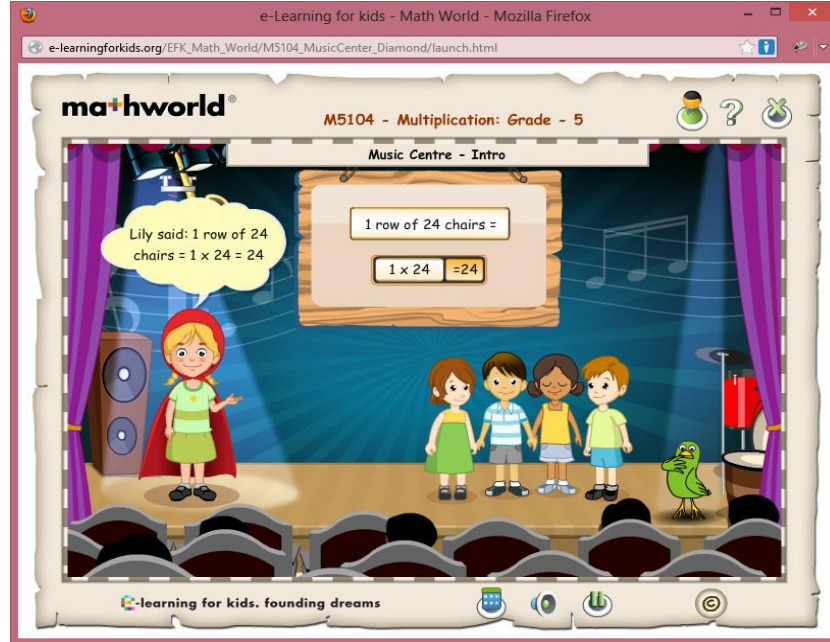 e-Learning for kids - Math World - Mozilla Firefox
e-learningforkids.org/EFK_Math_World/M5104_MusicCenter_Diamond/launch.html
mathworld®
M5104 - Multiplication: Grade - 5
Music Centre - Intro
Lily said: 1 row of 24
chairs = 1 x 24 = 24
1 row of 24 chairs =
1 x 24 =24
e-learning for kids. founding dreams
©